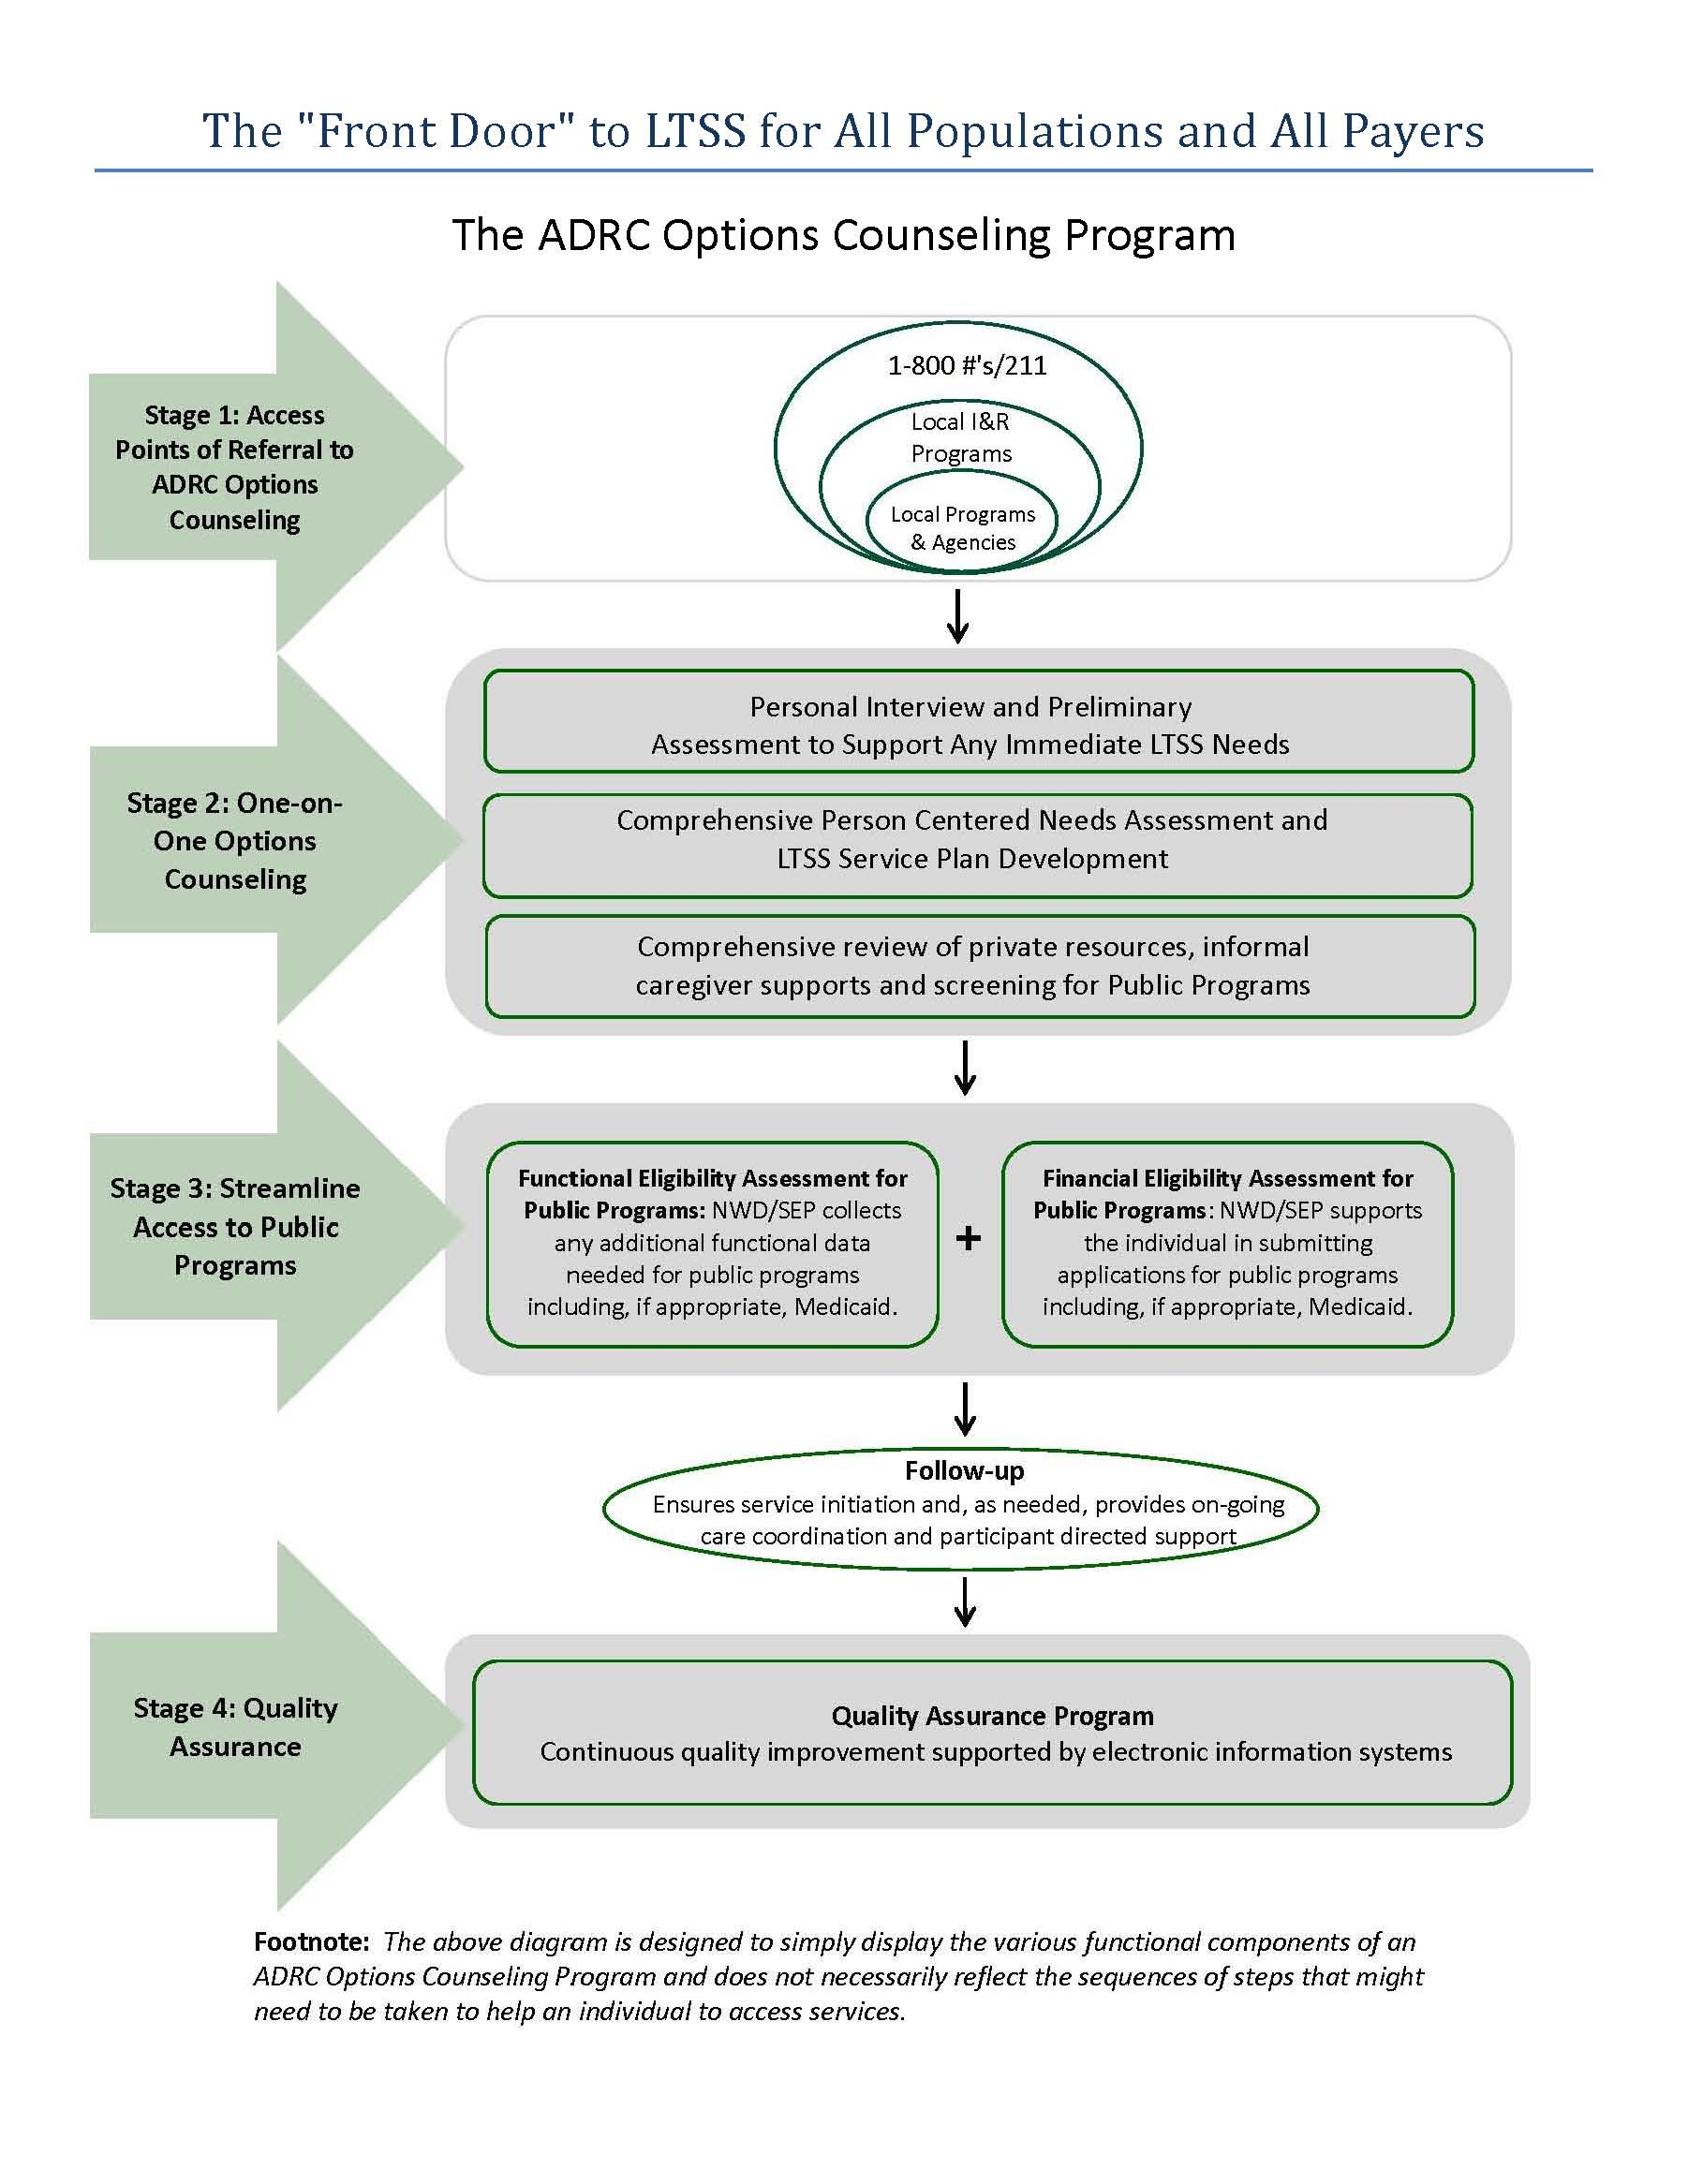 The "Front Door" to LTSS for All Populations and All Payers
The ADRC Options Counseling Program
Stage 1: Access
Points of Referral to
ADRC Options
Counseling
1-800 #'s/211
Local I&R
Programs
Local Programs
& Agencies
Stage 2: One-on-
One Options
Counseling
Personal Interview and Preliminary
Assessment to Support Any Immediate LTSS Needs
Comprehensive Person Centered Needs Assessment and
LTSS Service Plan Development
Comprehensive review of private resources, informal
caregiver supports and screening for Public Programs
Stage 3: Streamline
Access to Public
Programs
Functional Eligibility Assessment for
Public Programs: NWD/SEP collects
any additional functional data
needed for public programs
including, if appropriate, Medicaid.
+
Financial Eligibility Assessment for
Public Programs: NWD/SEP supports
the individual in submitting
applications for public programs
including, if appropriate, Medicaid.
Follow-up
Ensures service initiation and, as needed, provides on-going
care coordination and participant directed support
Stage 4: Quality
Assurance
Quality Assurance Program
Continuous quality improvement supported by electronic information systems
Footnote: The above diagram is designed to simply display the various functional components of an
ADRC Options Counseling Program and does not necessarily reflect the sequences of steps that might
need to be taken to help an individual to access services.